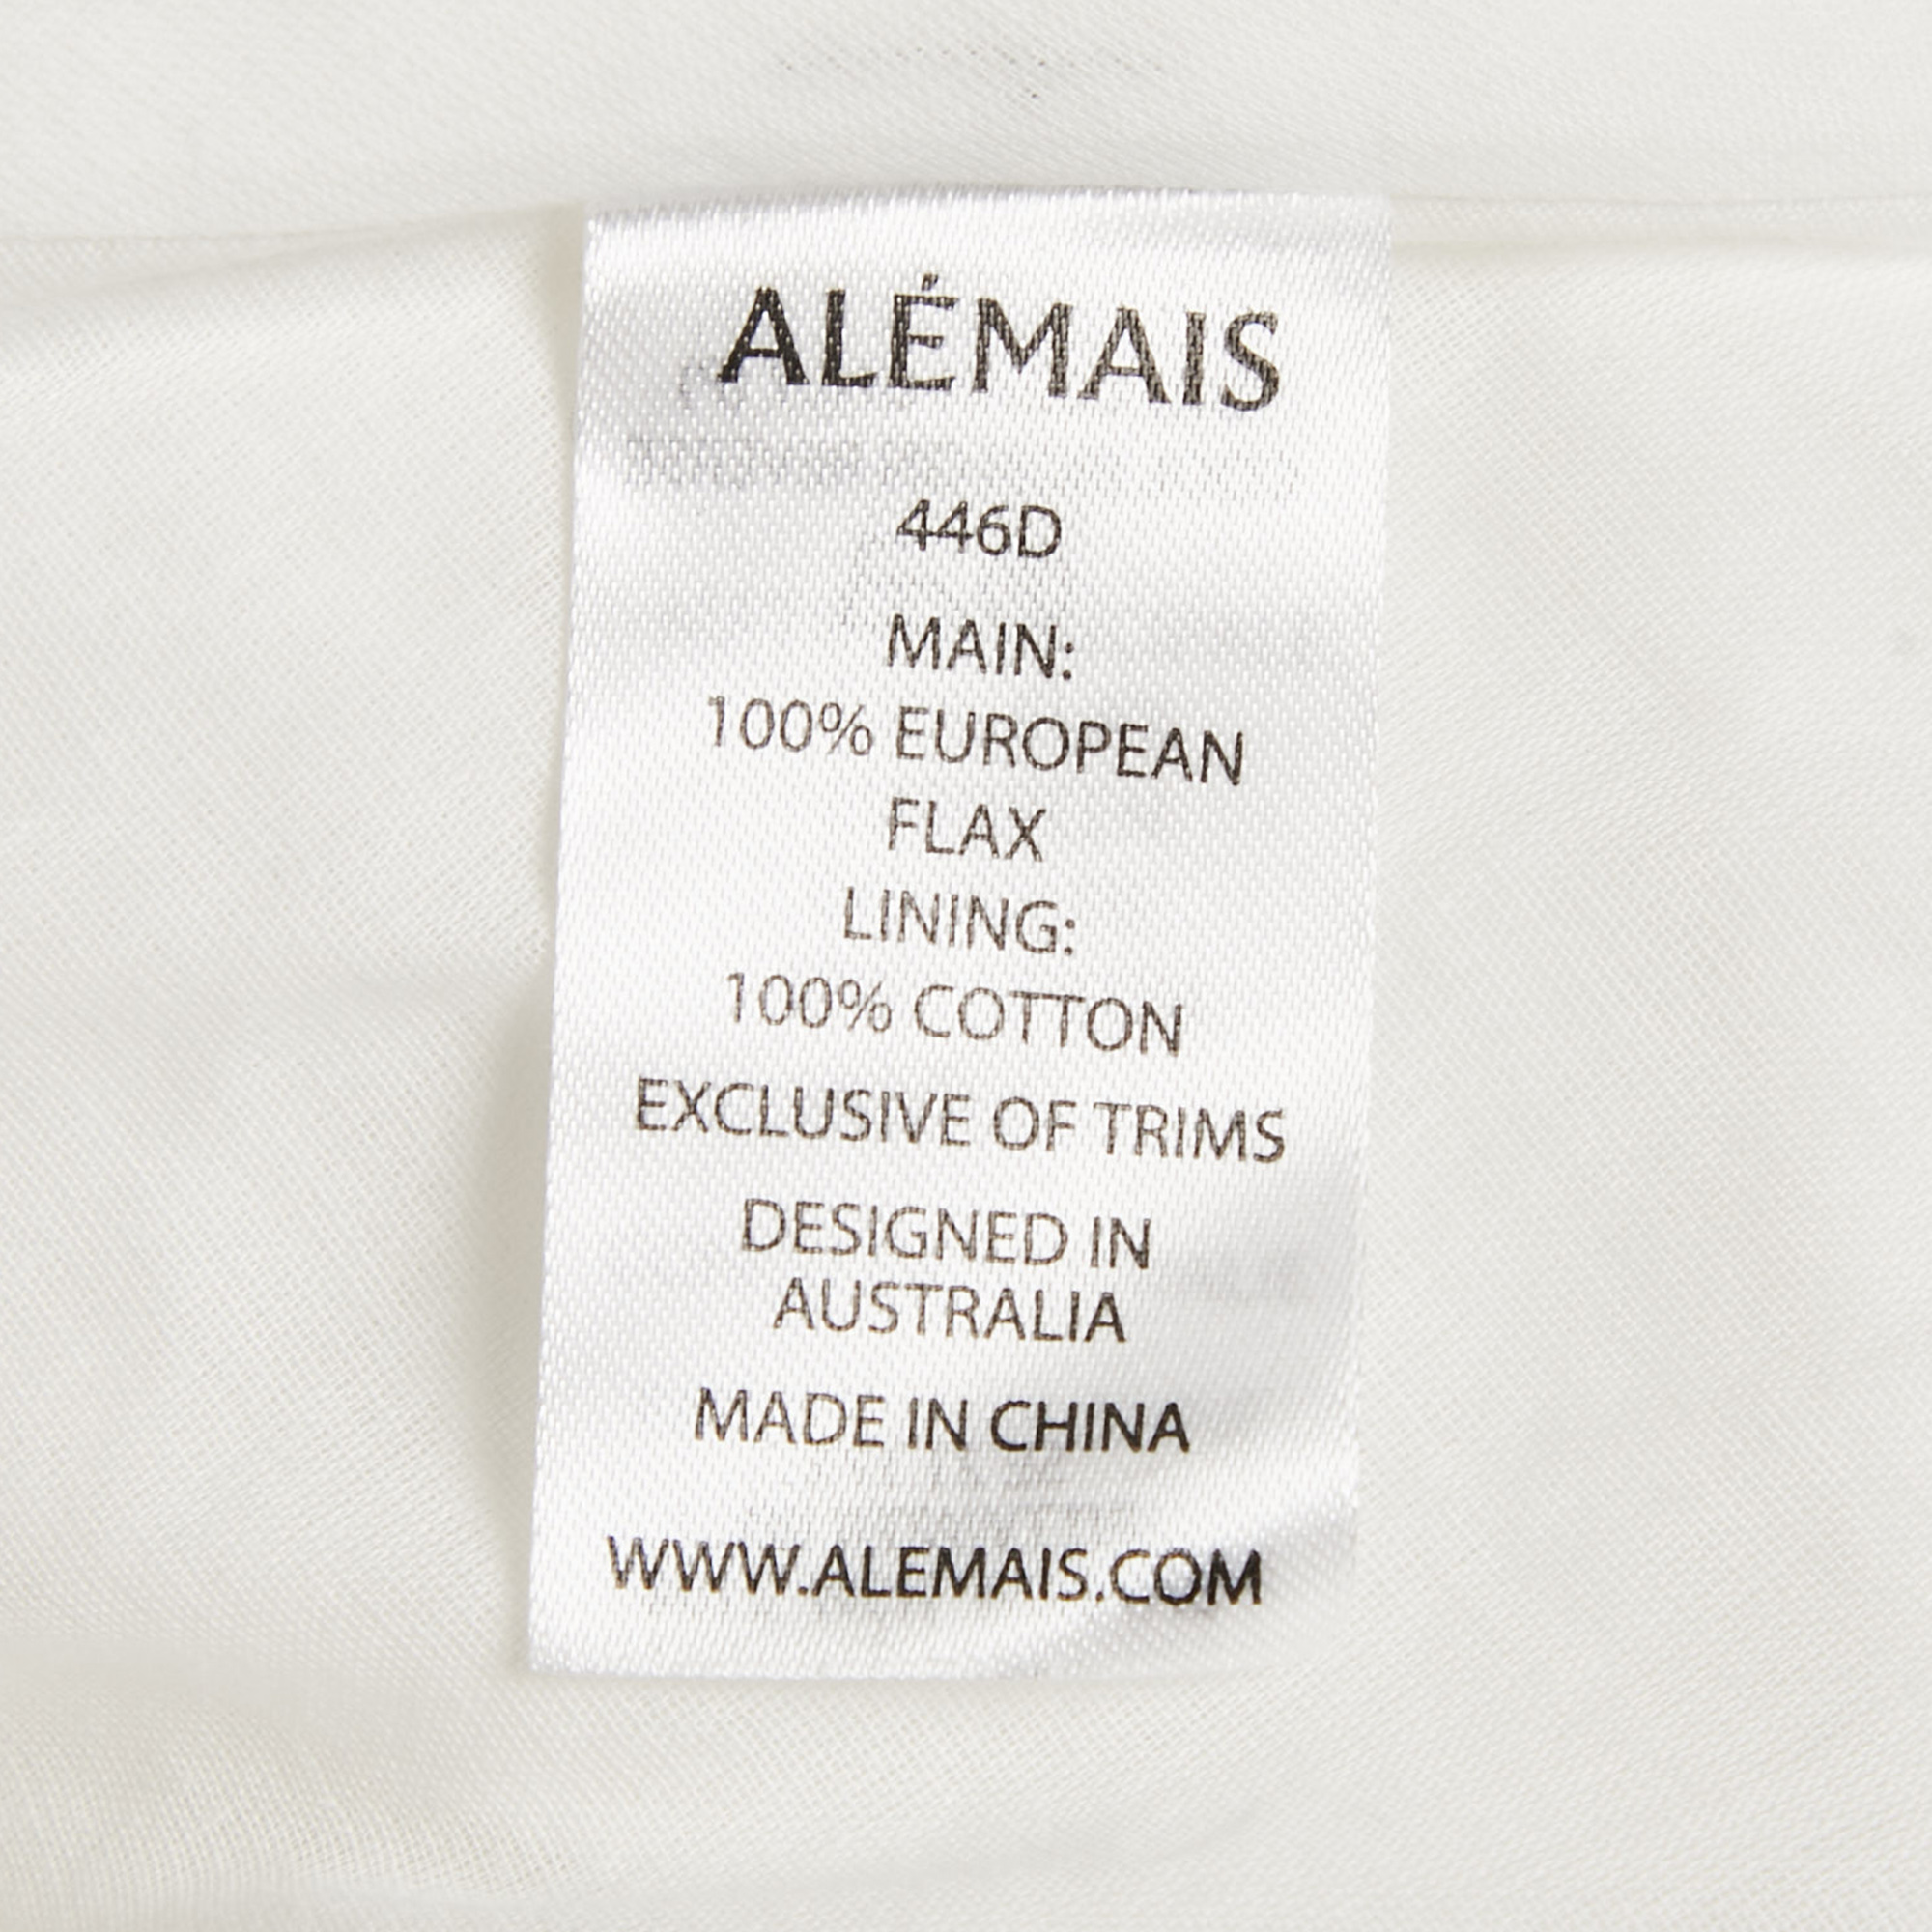 ALÉMAIS
446D
MAIN:
100% EUROPEAN
FLAX
LINING:
100% COTTON
EXCLUSIVE OF TRIMS
DESIGNED IN
AUSTRALIA
MADE IN CHINA
WWW.ALEMAIS.COM